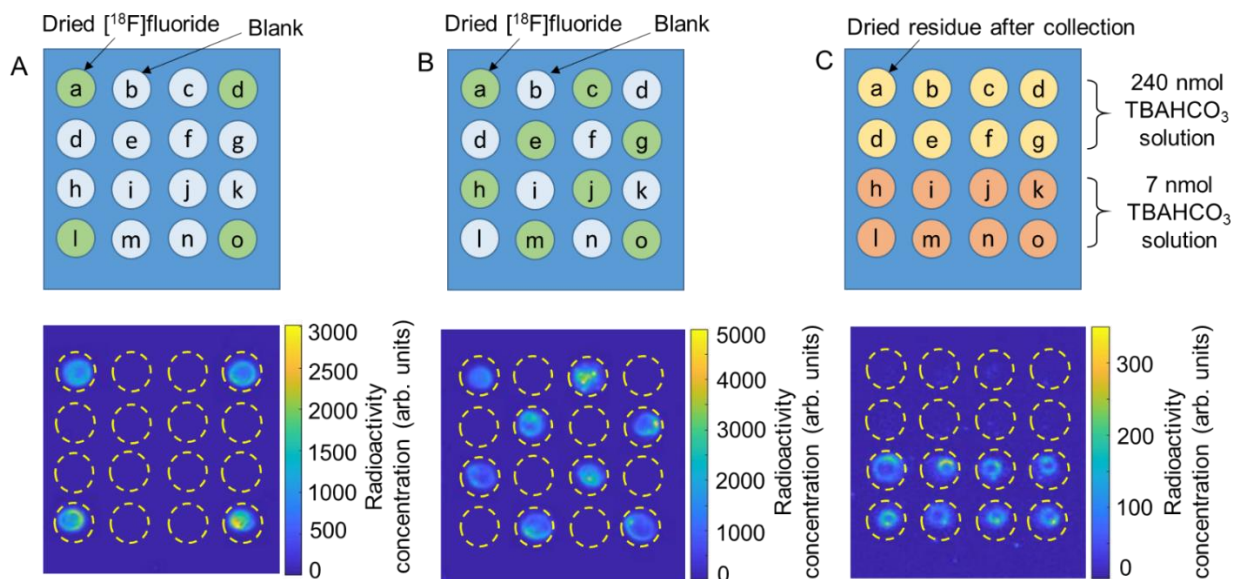 A
Dried [¹⁸F]fluoride
Blank
a b c d
d e f g
h i j k
l m n o
B
Dried [¹⁸F]fluoride
Blank
a b c d
d e f g
h i j k
l m n o
C
Dried residue after collection
a b c d
d e f g
h i j k
l m n o
240 nmol
TBAHCO₃
solution
7 nmol
TBAHCO₃
solution
3000
2500
2000
1500
1000
500
0
Radioactivity
concentration (arb. units)
5000
4000
3000
2000
1000
0
Radioactivity
concentration (arb. units)
300
200
100
0
Radioactivity
concentration (arb. units)